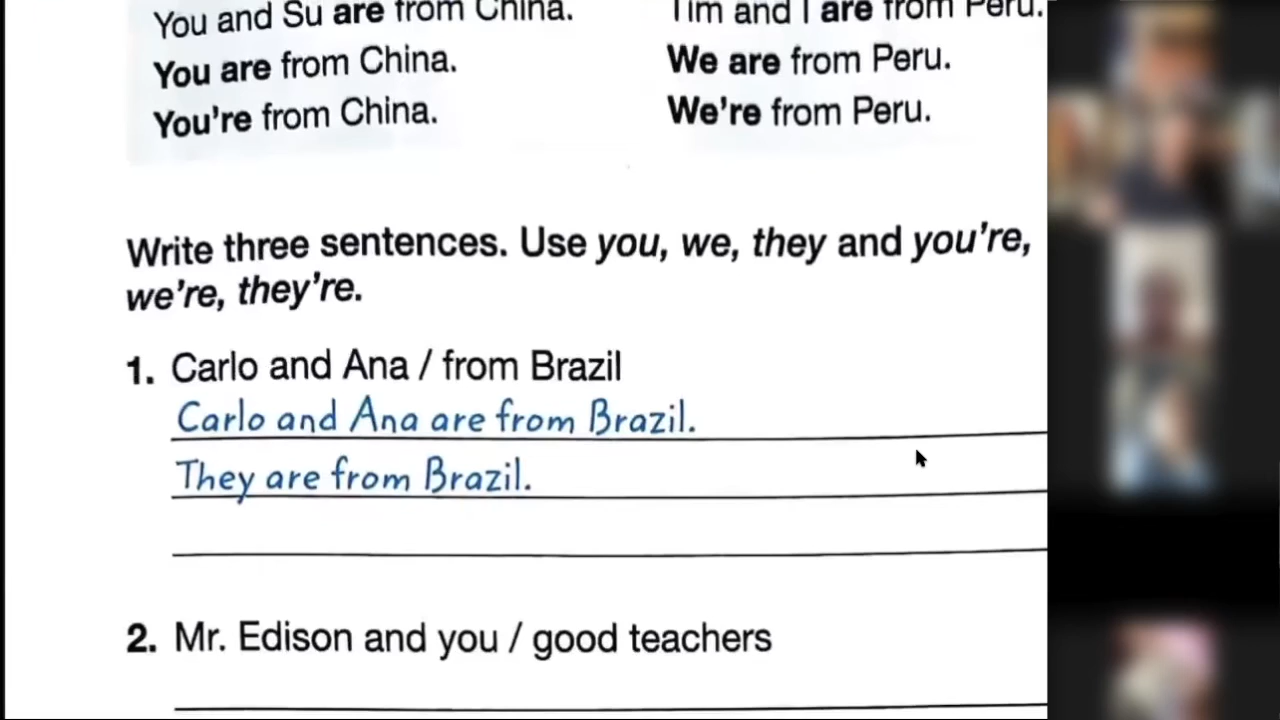 You and Su are from China.
Tim and I are from Peru.
You are from China.
We are from Peru.
You're from China.
We're from Peru.
Write three sentences. Use you, we, they and you're,
we're, they're.
1. Carlo and Ana / from Brazil
Carlo and Ana are from Brazil.
They are from Brazil.
2. Mr. Edison and you / good teachers